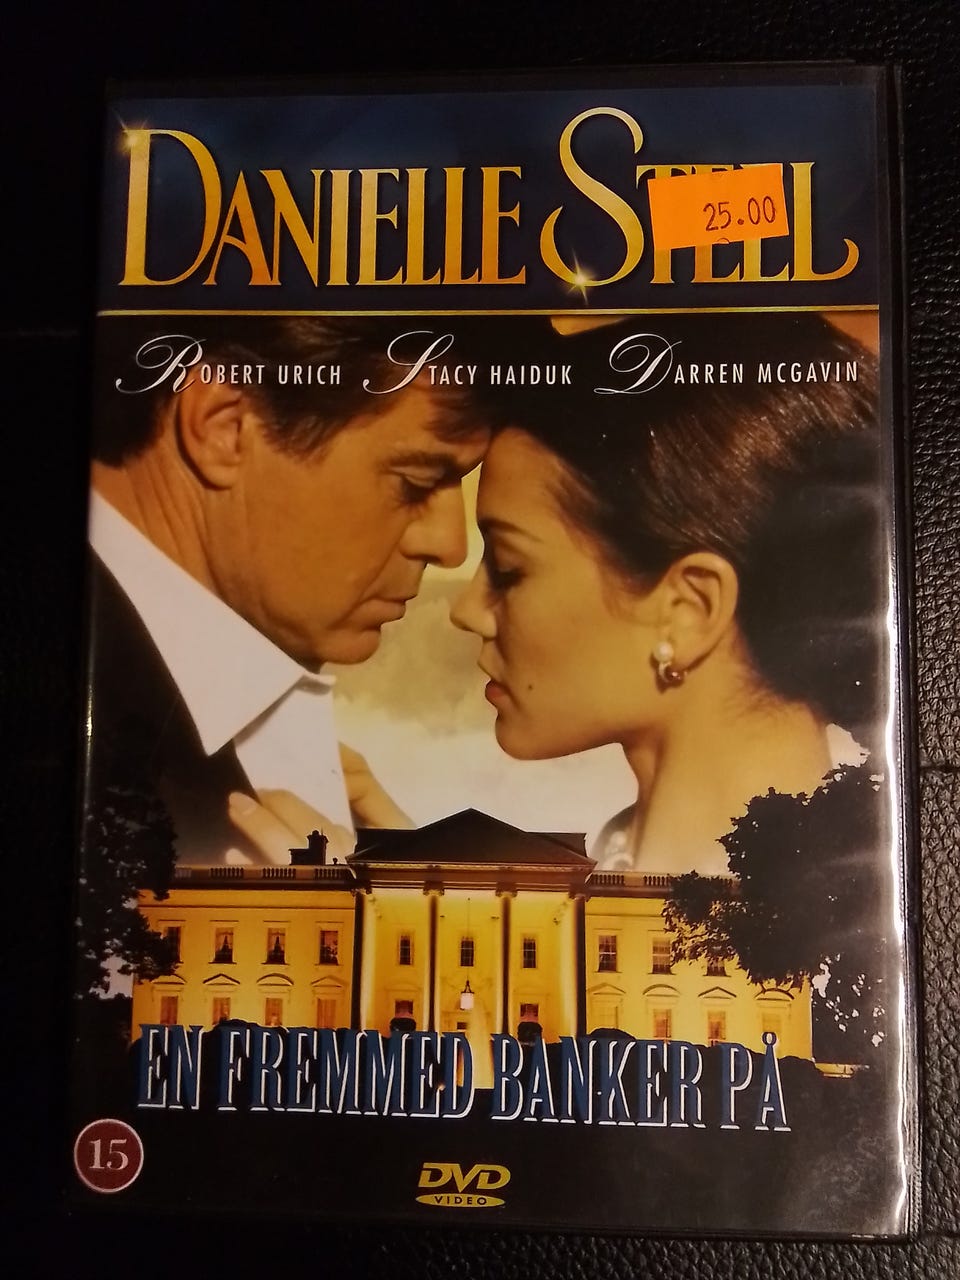 DANIELLE STEEL
25.00
ROBERT URICH STACY HAIDUK DARREN MCGAVIN
EN FREMMED BANKER PÅ
15
DVD
VIDEO